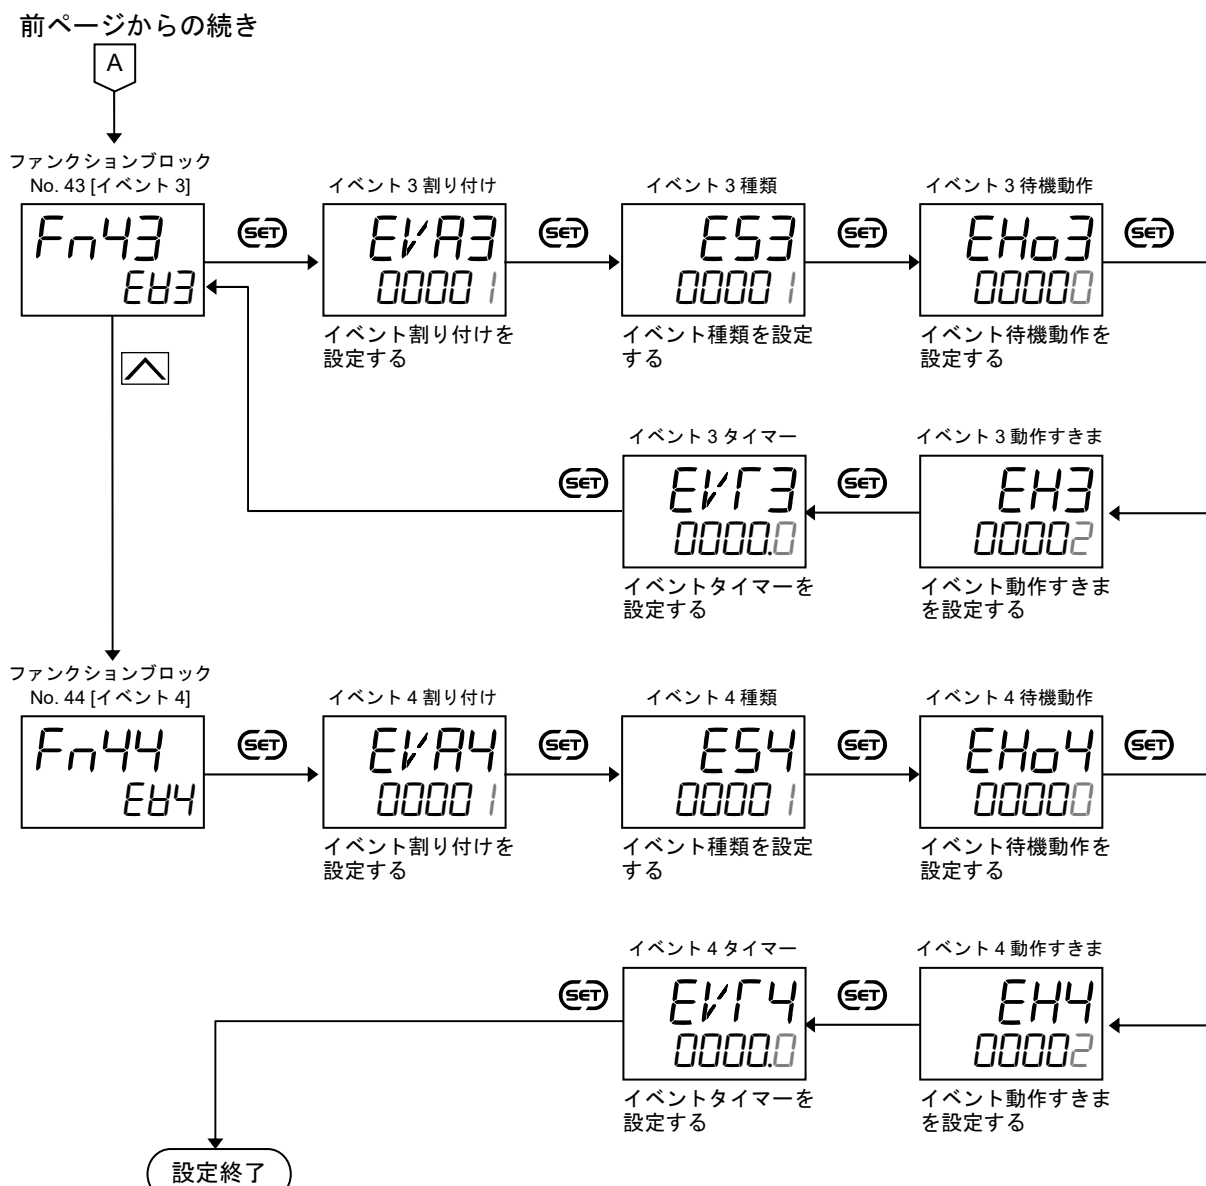 前ページからの続き
A
ファンクションブロック
No. 43 [イベント 3]
Fn43
EV3
SET
イベント 3 割り付け
EVA3
00001
イベント割り付けを
設定する
SET
イベント 3 種類
ES3
00001
イベント種類を設定
する
SET
イベント 3 待機動作
EHo3
00000
イベント待機動作を
設定する
SET
イベント 3 動作すきま
EH3
00002
イベント動作すきま
を設定する
SET
イベント 3 タイマー
EVT3
0000.0
イベントタイマーを
設定する
SET
ファンクションブロック
No. 44 [イベント 4]
Fn44
EV4
SET
イベント 4 割り付け
EVA4
00001
イベント割り付けを
設定する
SET
イベント 4 種類
ES4
00001
イベント種類を設定
する
SET
イベント 4 待機動作
EHo4
00000
イベント待機動作を
設定する
SET
イベント 4 動作すきま
EH4
00002
イベント動作すきま
を設定する
SET
イベント 4 タイマー
EVT4
0000.0
イベントタイマーを
設定する
SET
設定終了